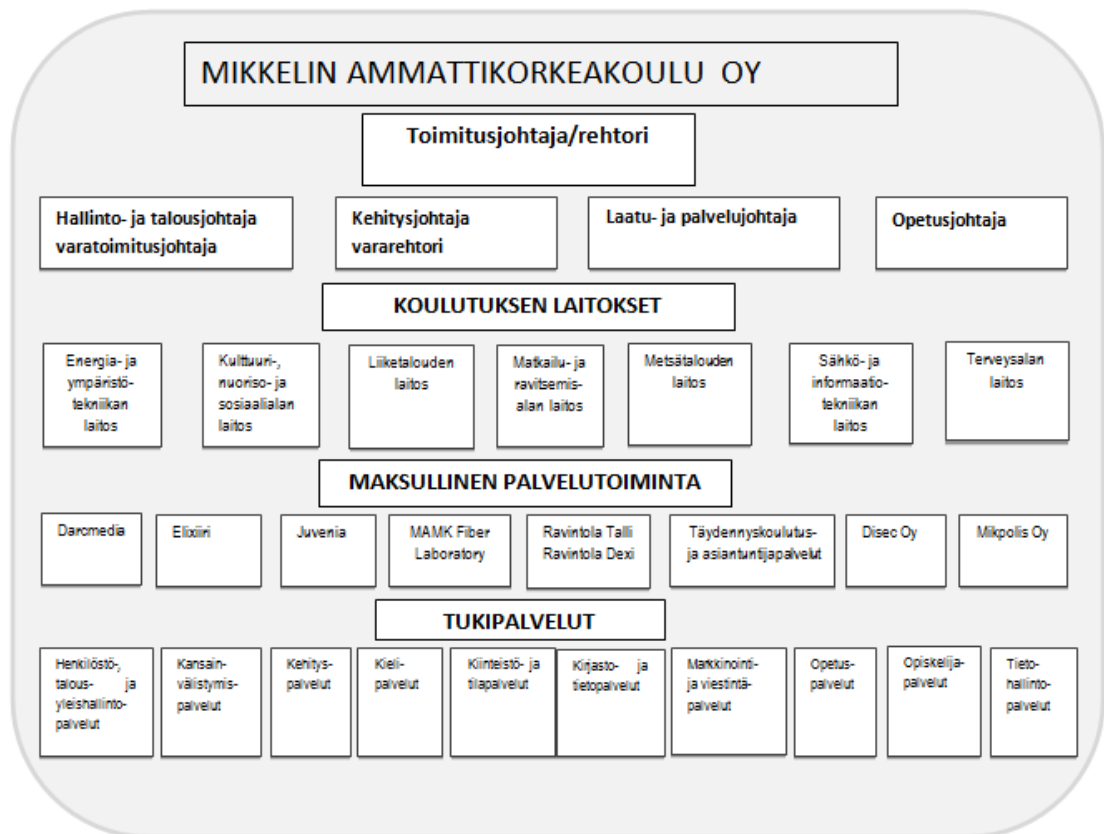 MIKKELIN AMMATTIKORKEAKOULU OY
Toimitusjohtaja/rehtori
Hallinto- ja talousjohtaja
varatoimitusjohtaja
Kehitysjohtaja
vararehtori
Laatu- ja palvelujohtaja
Opetusjohtaja
KOULUTUKSEN LAITOKSET
Energia- ja
ympäristö-
tekniikan
laitos
Kulttuuri-,
nuoriso- ja
sosiaalialan
laitos
Liiketalouden
laitos
Matkailu- ja
ravitsemis-
alan laitos
Metsätalouden
laitos
Sähkö- ja
informaatio-
tekniikan
laitos
Terveysalan
laitos
MAKSULLINEN PALVELUTOIMINTA
Darcmedia
Elixiiri
Juvenia
MAMK Fiber
Laboratory
Ravintola Talli
Ravintola Dexi
Täydennyskoulutus-
ja asiantuntijapalvelut
Disec Oy
Mikpolis Oy
TUKIPALVELUT
Henkilöstö-,
talous- ja
yleishallinto-
palvelut
Kansain-
välistymis-
palvelut
Kehitys-
palvelut
Kieli-
palvelut
Kiinteistö- ja
tilapalvelut
Kirjasto- ja
tietopalvelut
Markkinointi-
ja viestintä-
palvelut
Opetus-
palvelut
Opiskelija-
palvelut
Tieto-
hallinto-
palvelut